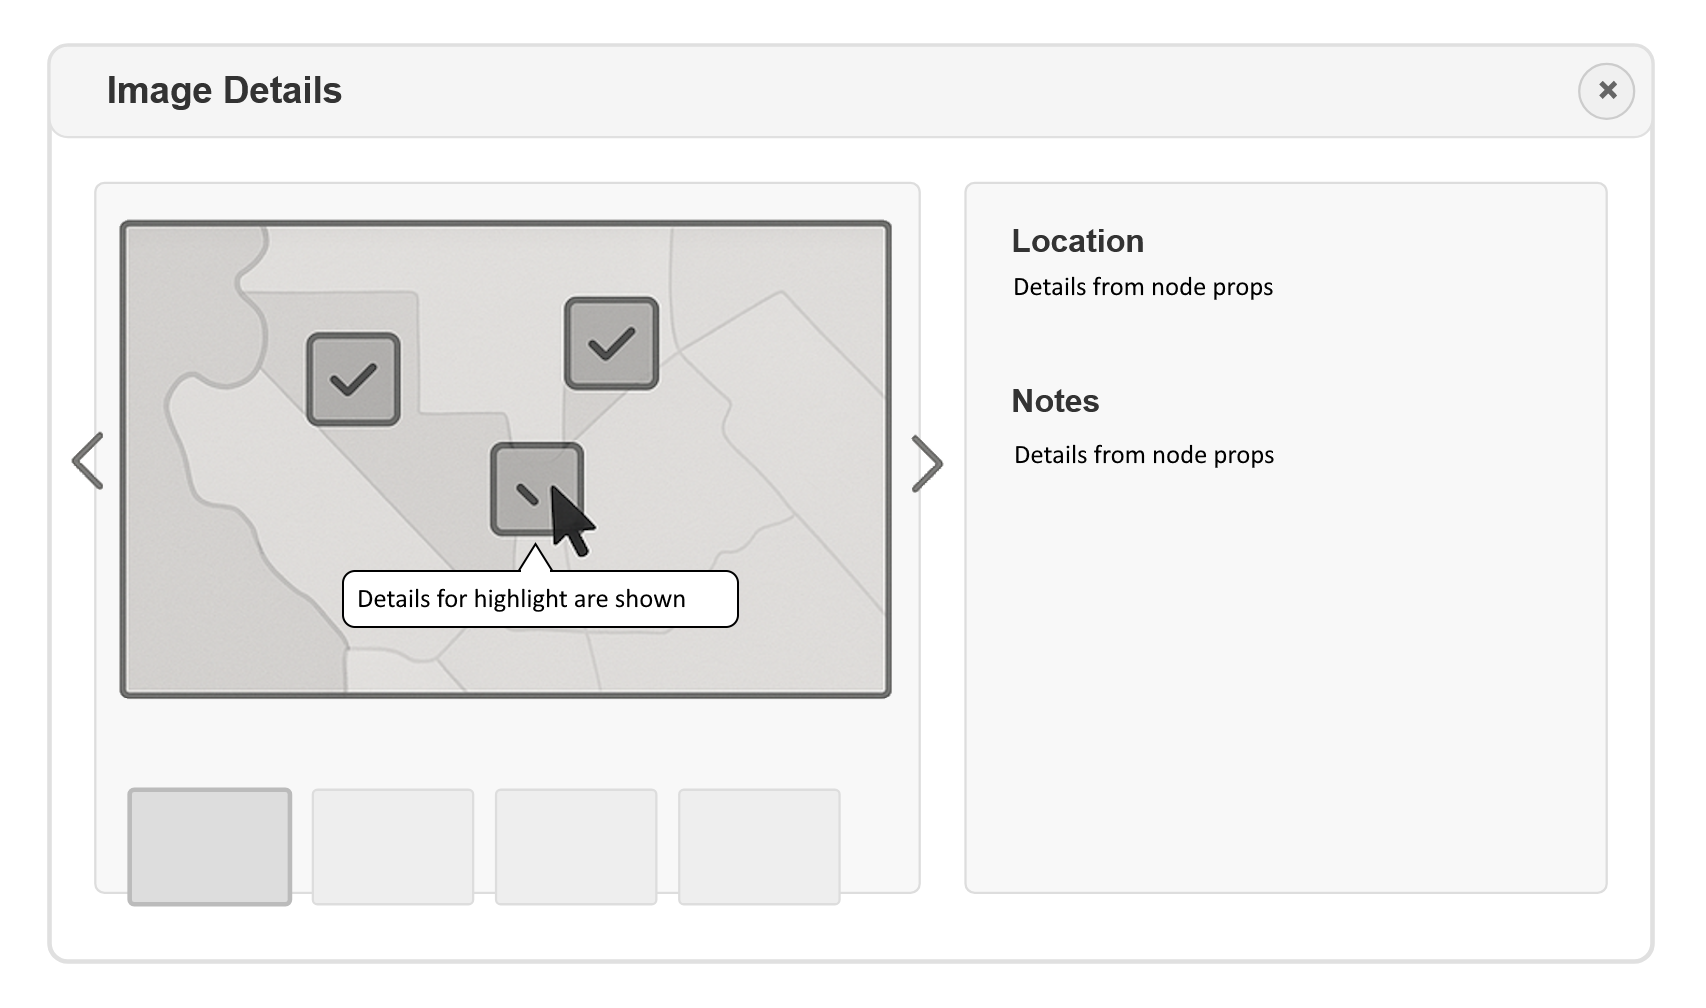 Image Details
Location
Details from node props
Notes
Details from node props
Details for highlight are shown